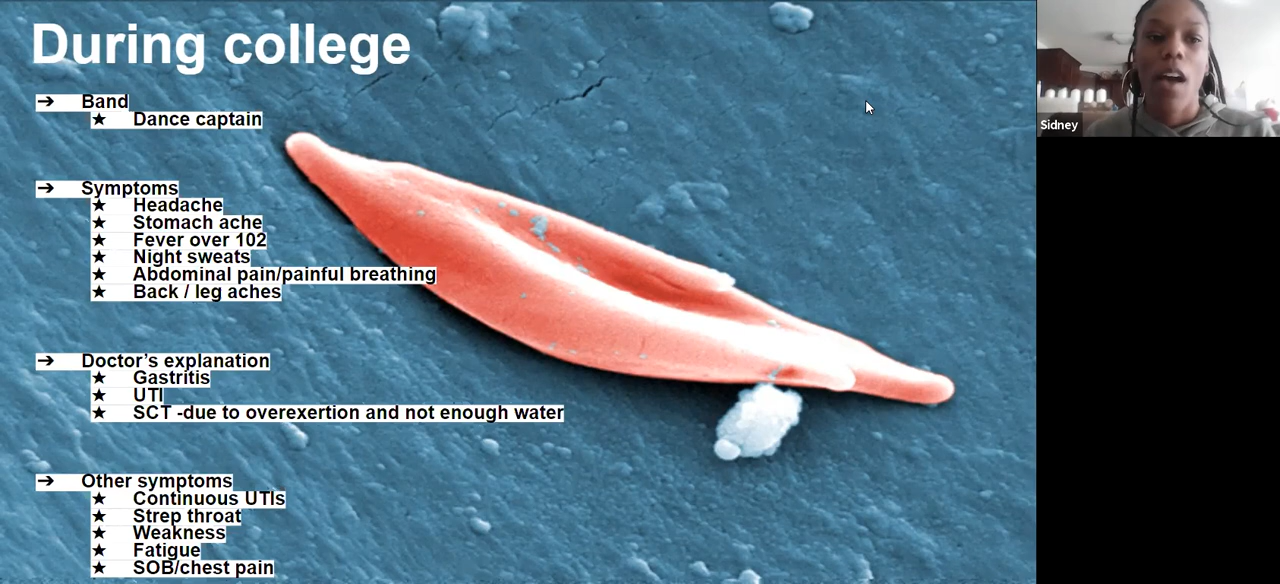 During college
➔ Band
★ Dance captain
➔ Symptoms
★ Headache
★ Stomach ache
★ Fever over 102
★ Night sweats
★ Abdominal pain/painful breathing
★ Back / leg aches
➔ Doctor’s explanation
★ Gastritis
★ UTI
★ SCT -due to overexertion and not enough water
➔ Other symptoms
★ Continuous UTIs
★ Strep throat
★ Weakness
★ Fatigue
★ SOB/chest pain
Sidney